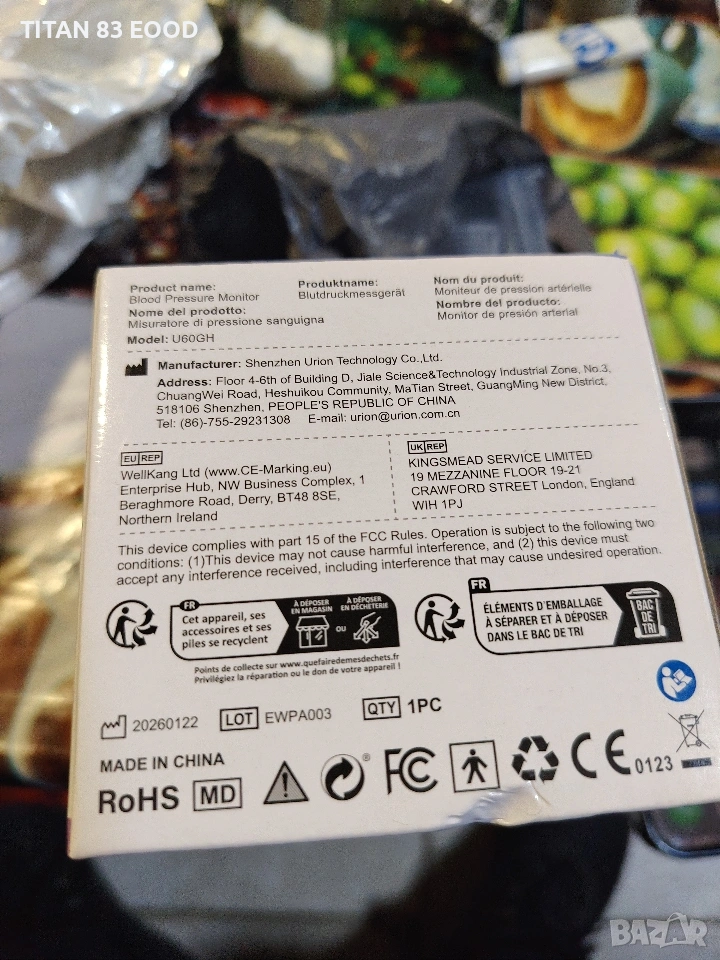 TITAN 83 EOOD
Product name:
Blood Pressure Monitor
Produktname:
Blutdruckmessgerät
Nom du produit:
Moniteur de pression artérielle
Nome del prodotto:
Misuratore di pressione sanguigna
Nombre del producto:
Monitor de presión arterial
Model: U60GH
Manufacturer: Shenzhen Urion Technology Co.,Ltd.
Address: Floor 4-6th of Building D, Jiale Science&Technology Industrial Zone, No.3,
ChuangWei Road, Heshuikou Community, MaTian Street, GuangMing New District,
518106 Shenzhen, PEOPLE'S REPUBLIC OF CHINA
Tel: (86)-755-29231308 E-mail: urion@urion.com.cn
EU REP
WellKang Ltd (www.CE-Marking.eu)
Enterprise Hub, NW Business Complex, 1
Beraghmore Road, Derry, BT48 8SE,
Northern Ireland
UK REP
KINGSMEAD SERVICE LIMITED
19 MEZZANINE FLOOR 19-21
CRAWFORD STREET London, England
WIH 1PJ
This device complies with part 15 of the FCC Rules. Operation is subject to the following two
conditions: (1)This device may not cause harmful interference, and (2) this device must
accept any interference received, including interference that may cause undesired operation.
FR
Cet appareil, ses
accessoires et ses
piles se recyclent
À DÉPOSER
EN MAGASIN
OU
À DÉPOSER
EN DÉCHÈTERIE
Points de collecte sur www.quefairedemesdechets.fr
Privilégiez la réparation ou le don de votre appareil!
FR
ÉLÉMENTS D'EMBALLAGE
À SÉPARER ET À DÉPOSER
DANS LE BAC DE TRI
BAC
DE
TRI
20260122
LOT EWPA003
QTY 1PC
MADE IN CHINA
RoHS MD
FC
CE 0123
BAZAR